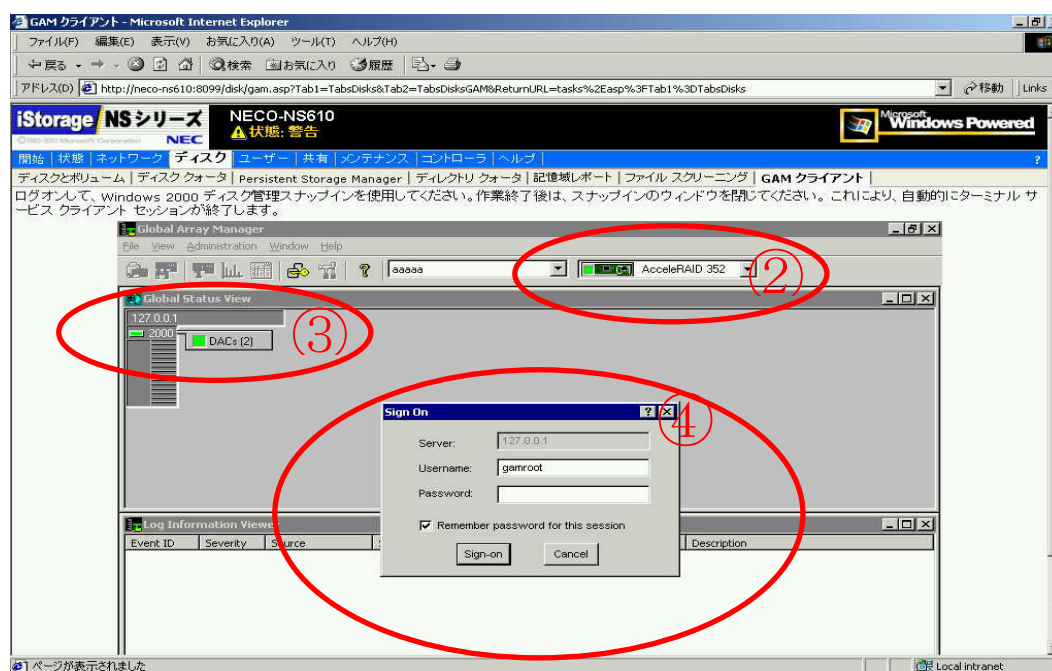 GAM クライアント - Microsoft Internet Explorer
ファイル(F) 編集(E) 表示(V) お気に入り(A) ツール(T) ヘルプ(H)
戻る 検索 お気に入り 履歴
アドレス(D) http://neco-ns610:8099/disk/gam.asp?Tab1=TabsDisks&Tab2=TabsDisksGAM&ReturnURL=tasks%2Easp%3FTab1%3DTabsDisks 移動 Links
iStorage NSシリーズ NECO-NS610 Microsoft Windows Powered
状態: 警告
NEC
開始 | 状態 | ネットワーク | ディスク | ユーザー | 共有 | メンテナンス | コントローラ | ヘルプ | ?
ディスクとボリューム | ディスク クォータ | Persistent Storage Manager | ディレクトリ クォータ | 記憶域レポート | ファイル スクリーニング | GAM クライアント |
ログオンして、Windows 2000 ディスク管理スナップインを使用してください。作業終了後は、スナップインのウィンドウを閉じてください。これにより、自動的にターミナル サ
ービス クライアント セッションが終了します。
Global Array Manager
File View Administration Window Help
aaaaa AcceleRAID 352 ②
Global Status View
127.0.0.1
2000 DACs (2) ③
Sign On ④
Server: 127.0.0.1
Username: gamroot
Password:
Remember password for this session
Sign-on Cancel
Log Information Viewer
Event ID Severity Source Description
ページが表示されました Local intranet